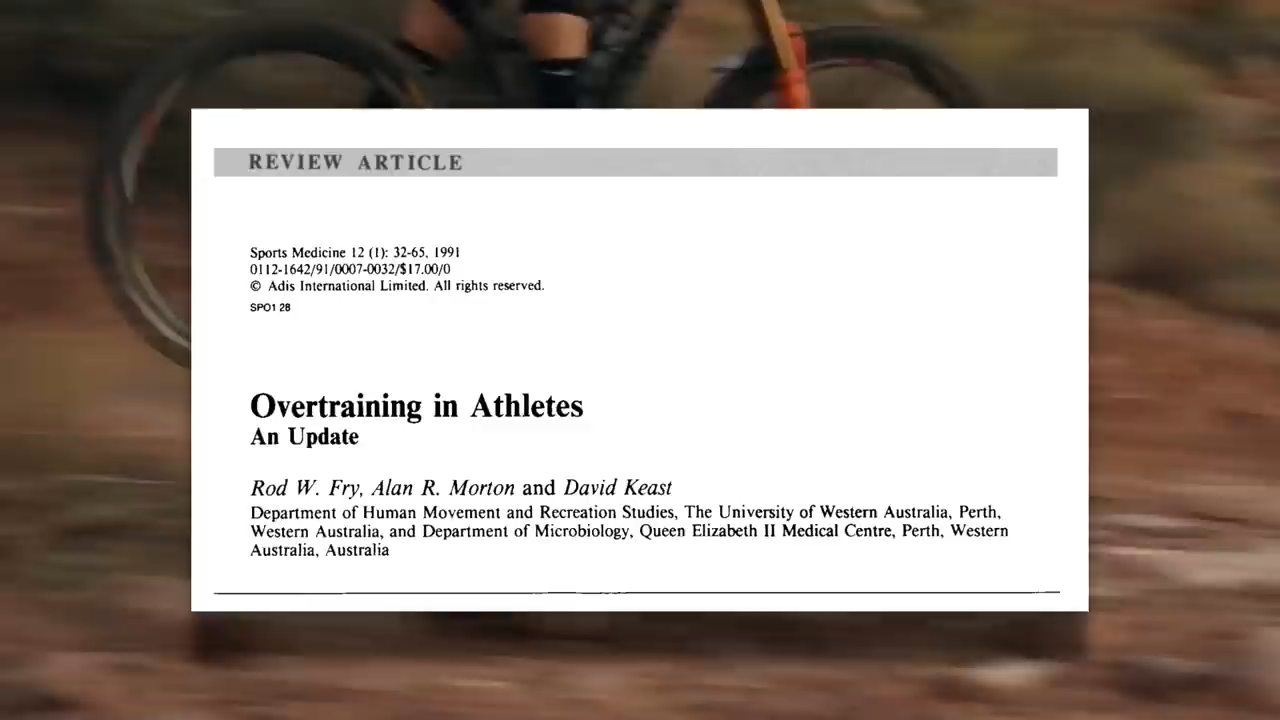 REVIEW ARTICLE
Sports Medicine 12 (1): 32-65, 1991
0112-1642/91/0007-0032/$17.00/0
© Adis International Limited. All rights reserved.
SPO1 28
Overtraining in Athletes
An Update
Rod W. Fry, Alan R. Morton and David Keast
Department of Human Movement and Recreation Studies, The University of Western Australia, Perth,
Western Australia, and Department of Microbiology, Queen Elizabeth II Medical Centre, Perth, Western
Australia, Australia